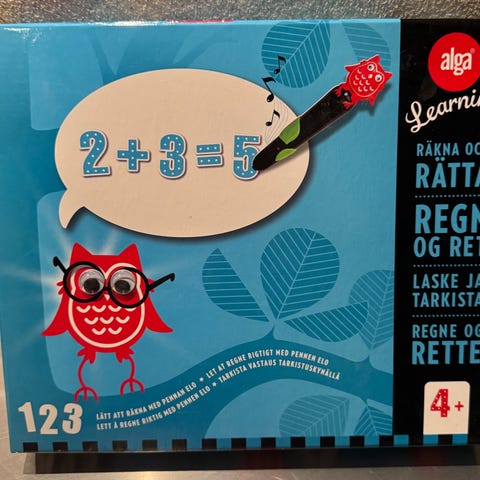 alga
Learnin
2+3=5
RÄKNA OC
RÄTTA
REGN
OG RET
LASKE JA
TARKISTA
REGNE OG
RETTE
4+
123
LÄTT ATT RÄKNA MED PENNAN ELO • LET AT REGNE RIGTIGT MED PENNEN ELO
LETT Å REGNE RIKTIG MED PENNEN ELO • TARKISTA VASTAUS TARKISTUSKYNÄLLÄ